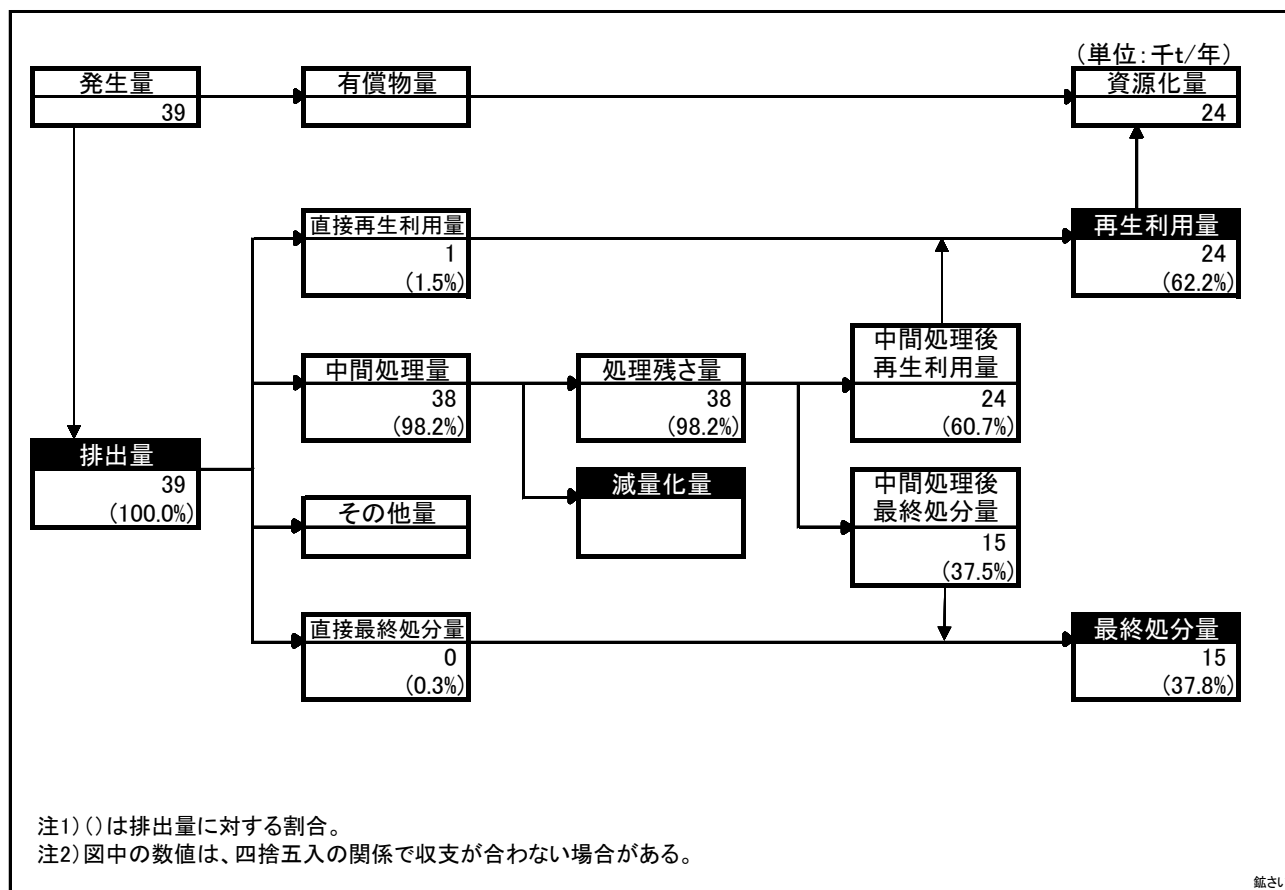 (単位:千t/年)
発生量
39
有償物量
資源化量
24
直接再生利用量
1
(1.5%)
再生利用量
24
(62.2%)
中間処理量
38
(98.2%)
処理残さ量
38
(98.2%)
中間処理後
再生利用量
24
(60.7%)
排出量
39
(100.0%)
その他量
減量化量
中間処理後
最終処分量
15
(37.5%)
直接最終処分量
0
(0.3%)
最終処分量
15
(37.8%)
注1)()は排出量に対する割合。
注2)図中の数値は、四捨五入の関係で収支が合わない場合がある。
鉱さい